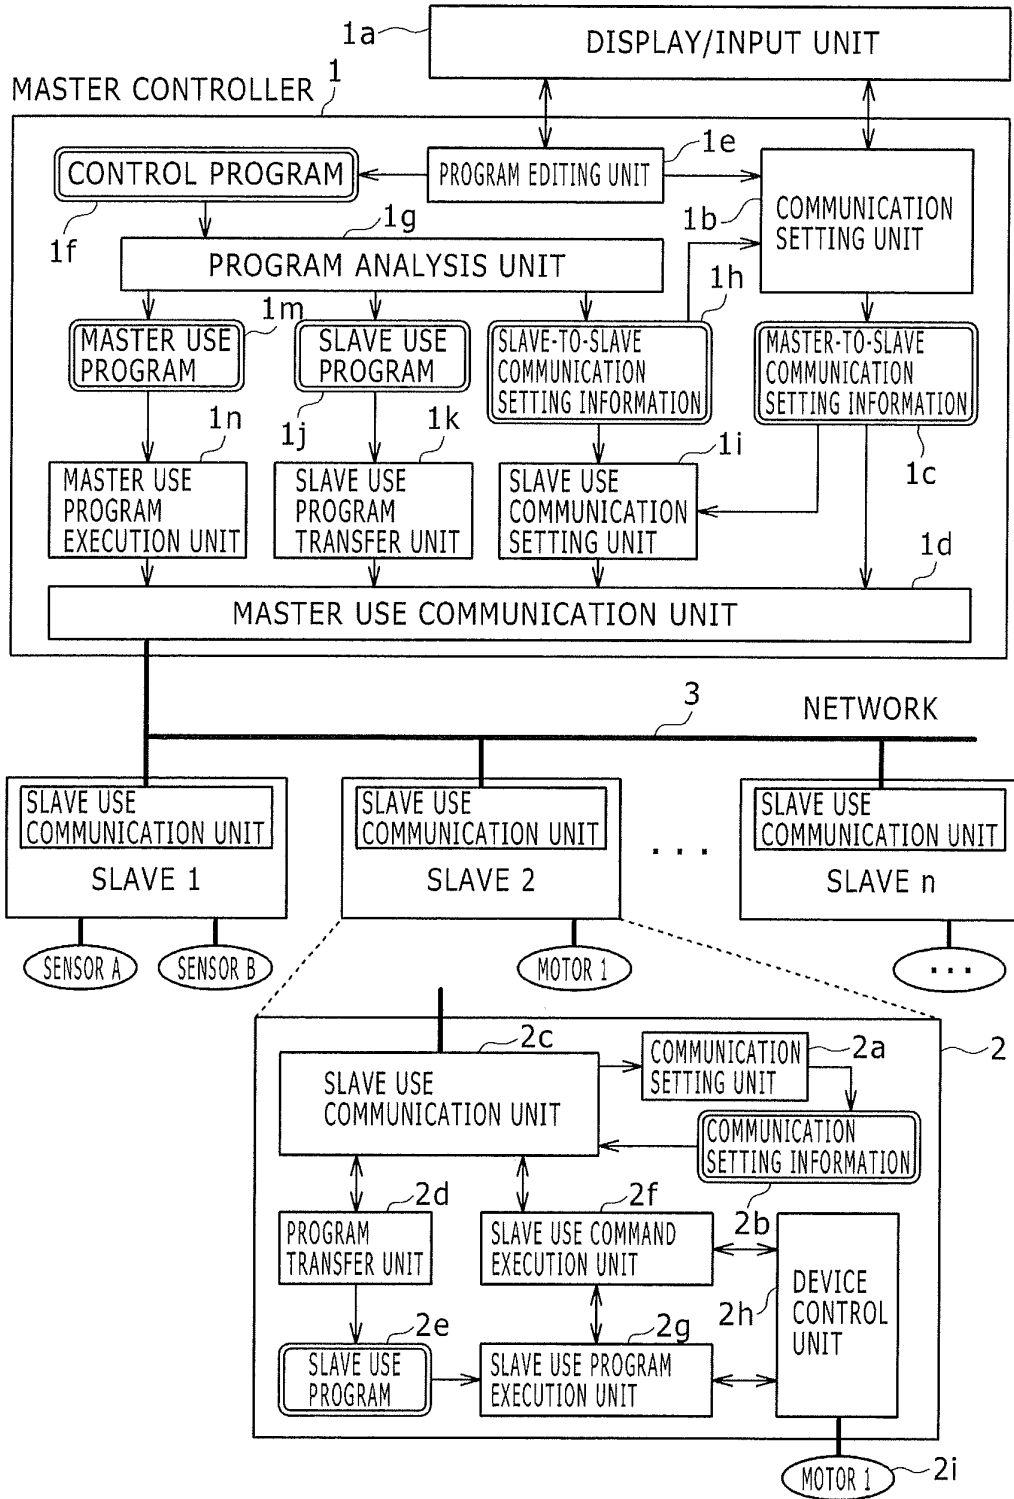 1a
DISPLAY/INPUT UNIT
MASTER CONTROLLER
1
CONTROL PROGRAM
1f
PROGRAM EDITING UNIT
1e
1b
COMMUNICATION
SETTING UNIT
1g
PROGRAM ANALYSIS UNIT
1m
MASTER USE
PROGRAM
SLAVE USE
PROGRAM
1j
1h
SLAVE-TO-SLAVE
COMMUNICATION
SETTING INFORMATION
MASTER-TO-SLAVE
COMMUNICATION
SETTING INFORMATION
1c
1n
MASTER USE
PROGRAM
EXECUTION UNIT
1k
SLAVE USE
PROGRAM
TRANSFER UNIT
1i
SLAVE USE
COMMUNICATION
SETTING UNIT
1d
MASTER USE COMMUNICATION UNIT
3
NETWORK
SLAVE USE
COMMUNICATION UNIT
SLAVE 1
SLAVE USE
COMMUNICATION UNIT
SLAVE 2
...
SLAVE USE
COMMUNICATION UNIT
SLAVE n
SENSOR A
SENSOR B
MOTOR 1
...
2c
SLAVE USE
COMMUNICATION UNIT
COMMUNICATION
SETTING UNIT
2a
2
COMMUNICATION
SETTING INFORMATION
2b
2d
PROGRAM
TRANSFER UNIT
2f
SLAVE USE COMMAND
EXECUTION UNIT
2h
DEVICE
CONTROL
UNIT
2e
SLAVE USE
PROGRAM
2g
SLAVE USE PROGRAM
EXECUTION UNIT
MOTOR 1
2i